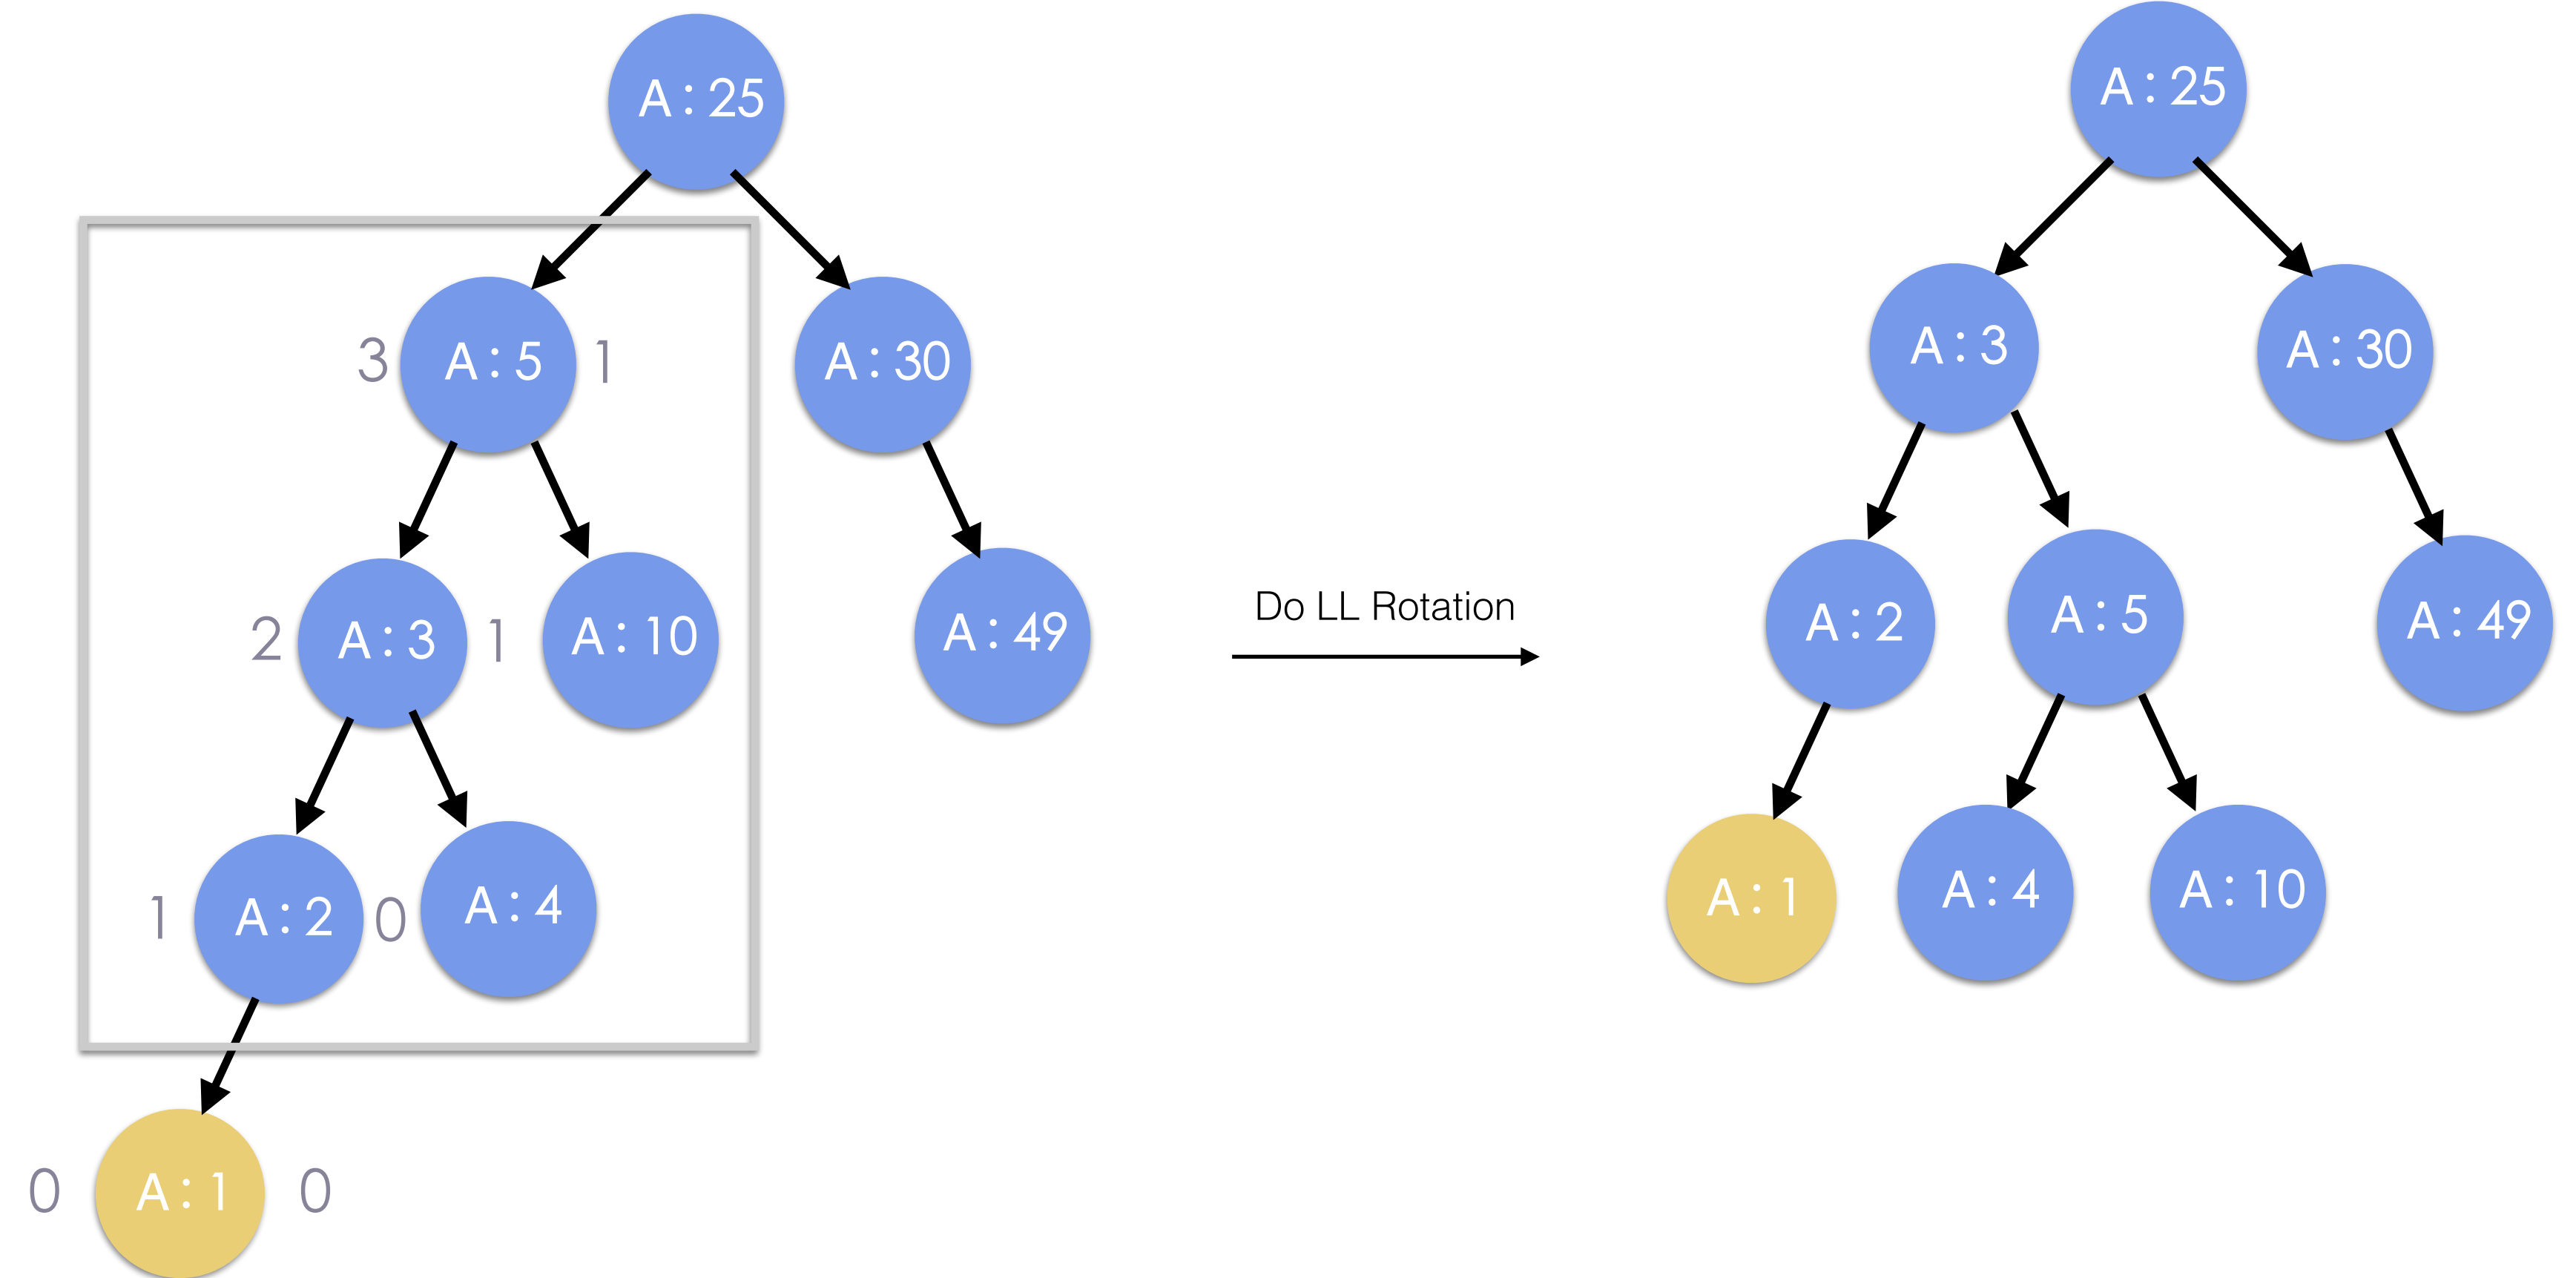 A : 25
3 A : 5 1
A : 30
2 A : 3 1
A : 10
A : 49
1 A : 2 0
A : 4
0 A : 1 0
Do LL Rotation
A : 25
A : 3
A : 30
A : 2
A : 5
A : 49
A : 1
A : 4
A : 10